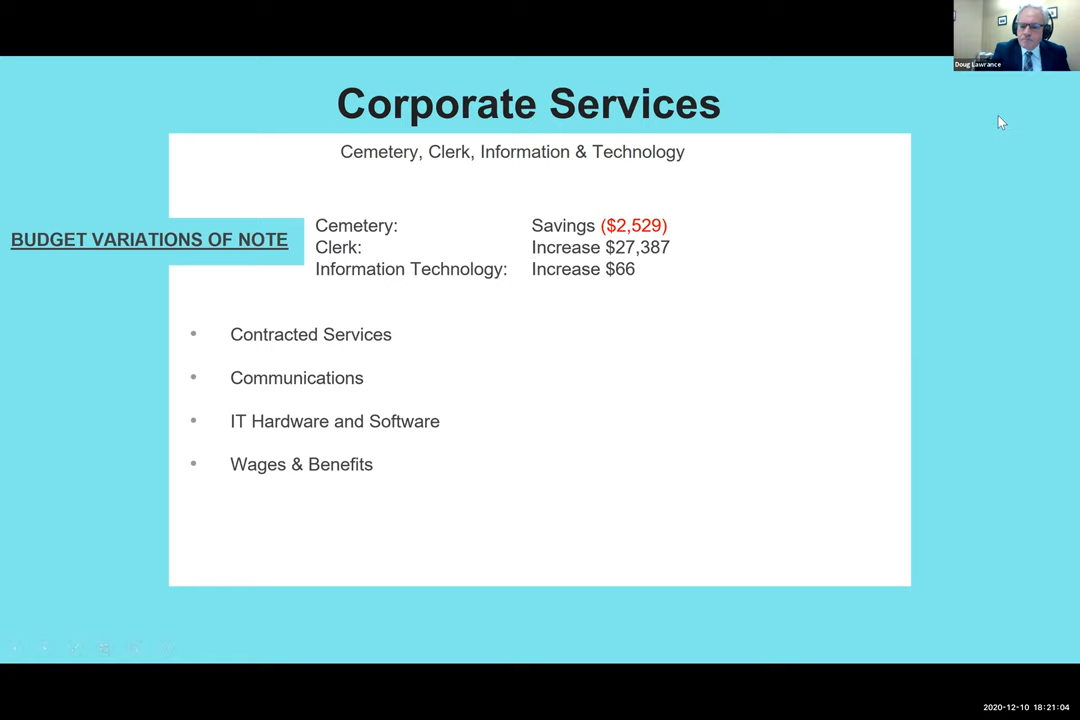 Doug Lawrance
Corporate Services
Cemetery, Clerk, Information & Technology
BUDGET VARIATIONS OF NOTE
Cemetery: Savings ($2,529)
Clerk: Increase $27,387
Information Technology: Increase $66
• Contracted Services
• Communications
• IT Hardware and Software
• Wages & Benefits
2020-12-10 18:21:04